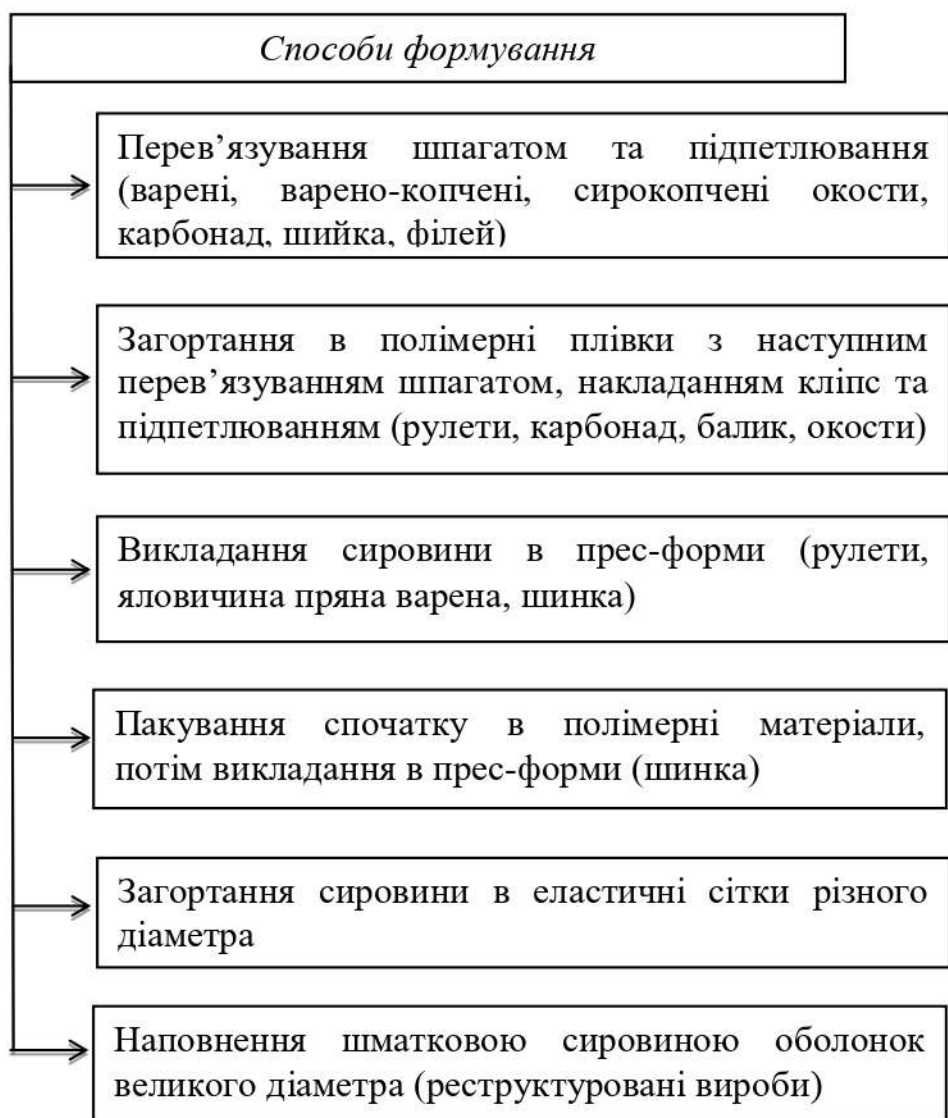 Способи формування
Перев’язування шпагатом та підпетлювання
(варені, варено-копчені, сирокопчені окости,
карбонад, шийка, філей)
Загортання в полімерні плівки з наступним
перев’язуванням шпагатом, накладанням кліпс та
підпетлюванням (рулети, карбонад, балик, окости)
Викладання сировини в прес-форми (рулети,
яловичина пряна варена, шинка)
Пакування спочатку в полімерні матеріали,
потім викладання в прес-форми (шинка)
Загортання сировини в еластичні сітки різного
діаметра
Наповнення шматковою сировиною оболонок
великого діаметра (реструктуровані вироби)